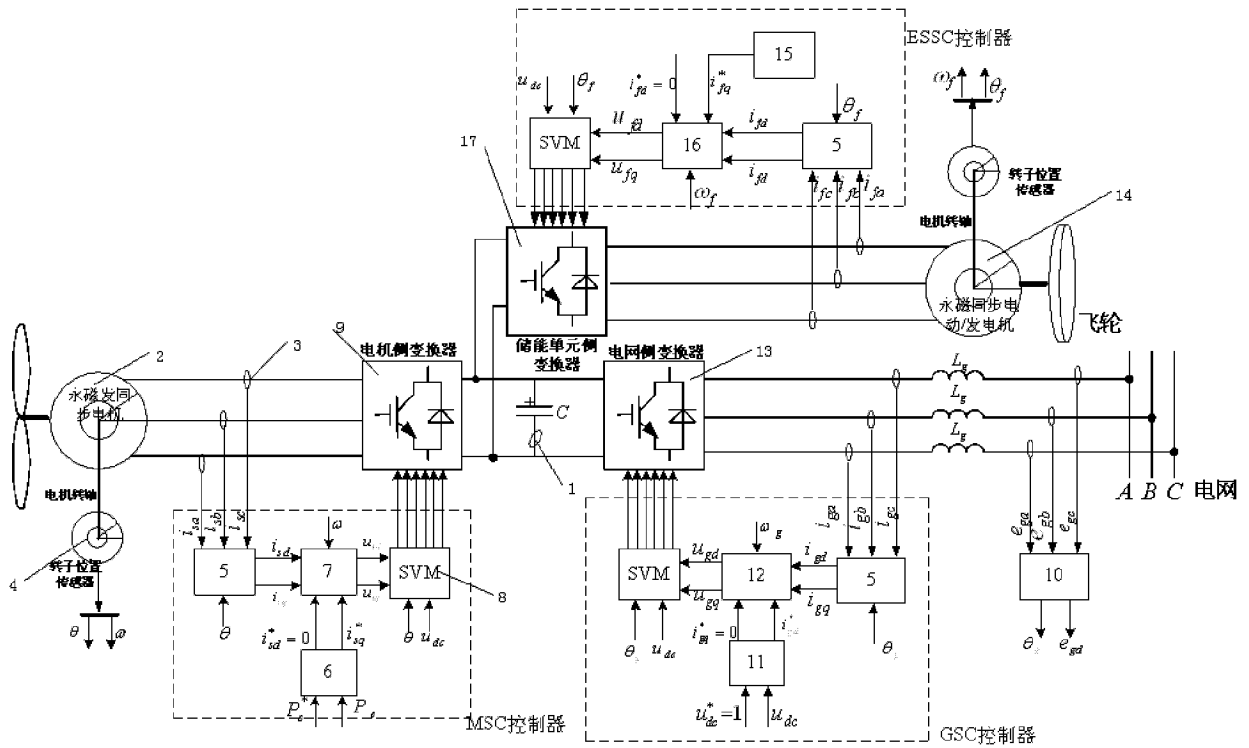 ESSC控制器
15
u_dc
θ_f
i*_fd = 0
i*_fq
θ_f
ω_f
θ_f
SVM
u_fd
u_fq
16
i_fd
i_fd
5
17
ω_f
i_fc
i_fb
i_fa
转子位置
传感器
电机转轴
14
永磁同步电
动/发电机
飞轮
储能单元侧
变换器
2
3
9
电机侧变换器
电网侧变换器
13
永磁发同
步电机
C
1
L_g
L_g
L_g
A
B
C
电网
电机转轴
4
转子位置
传感器
θ
ω
i_sa
i_sb
i_sc
5
i_sd
7
ω
SVM
8
θ
i*_sd = 0
i*_sq
θ
u_dc
6
P_e*
P_e
MSC控制器
SVM
u_gd
u_gq
12
ω_g
i_gd
i_gq
5
i_ga
i_gb
i_gc
u_dc
11
u*_dc =1
u_dc
GSC控制器
e_ga
e_gb
e_gc
10
e_gd